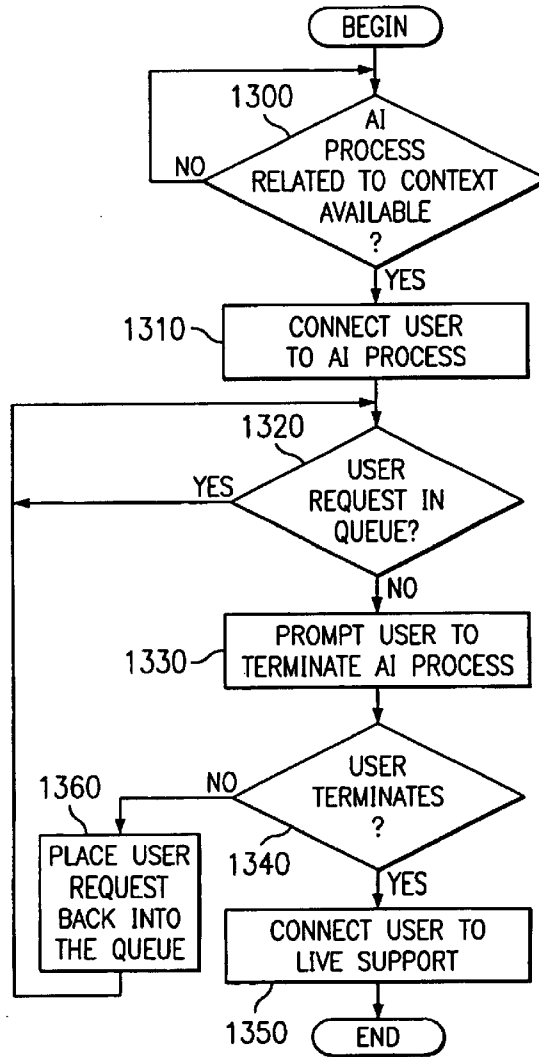 BEGIN
1300
AI
PROCESS
RELATED TO CONTEXT
AVAILABLE
?
NO
YES
1310
CONNECT USER
TO AI PROCESS
1320
USER
REQUEST IN
QUEUE?
YES
NO
1330
PROMPT USER TO
TERMINATE AI PROCESS
USER
TERMINATES
?
1340
NO
YES
1360
PLACE USER
REQUEST
BACK INTO
THE QUEUE
CONNECT USER TO
LIVE SUPPORT
1350
END